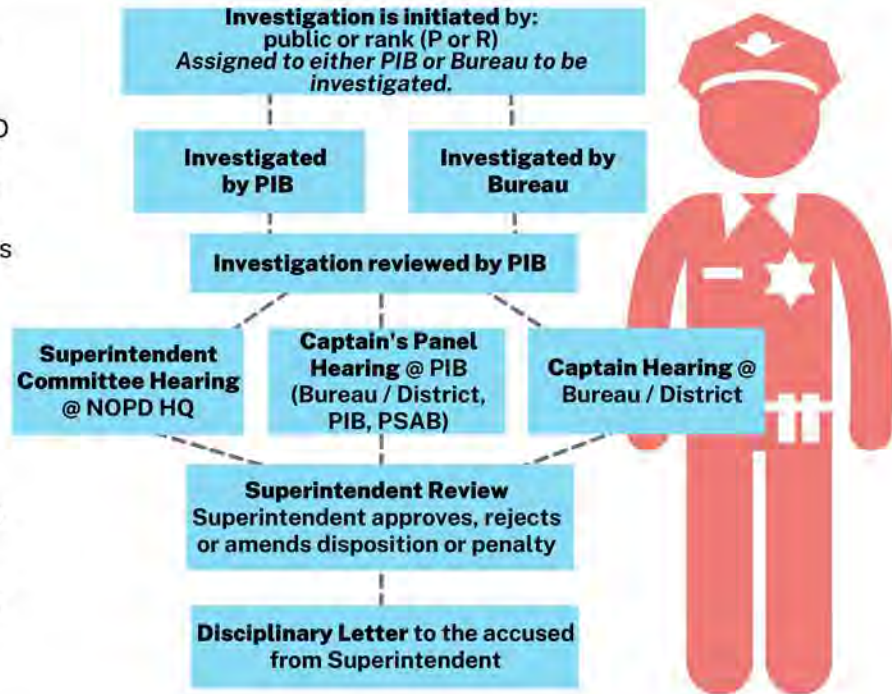 Investigation is initiated by:
public or rank (P or R)
Assigned to either PIB or Bureau to be
investigated.
Investigated
by PIB
Investigated by
Bureau
Investigation reviewed by PIB
Superintendent
Committee Hearing
@ NOPD HQ
Captain's Panel
Hearing @ PIB
(Bureau / District,
PIB, PSAB)
Captain Hearing @
Bureau / District
Superintendent Review
Superintendent approves, rejects
or amends disposition or penalty
Disciplinary Letter to the accused
from Superintendent